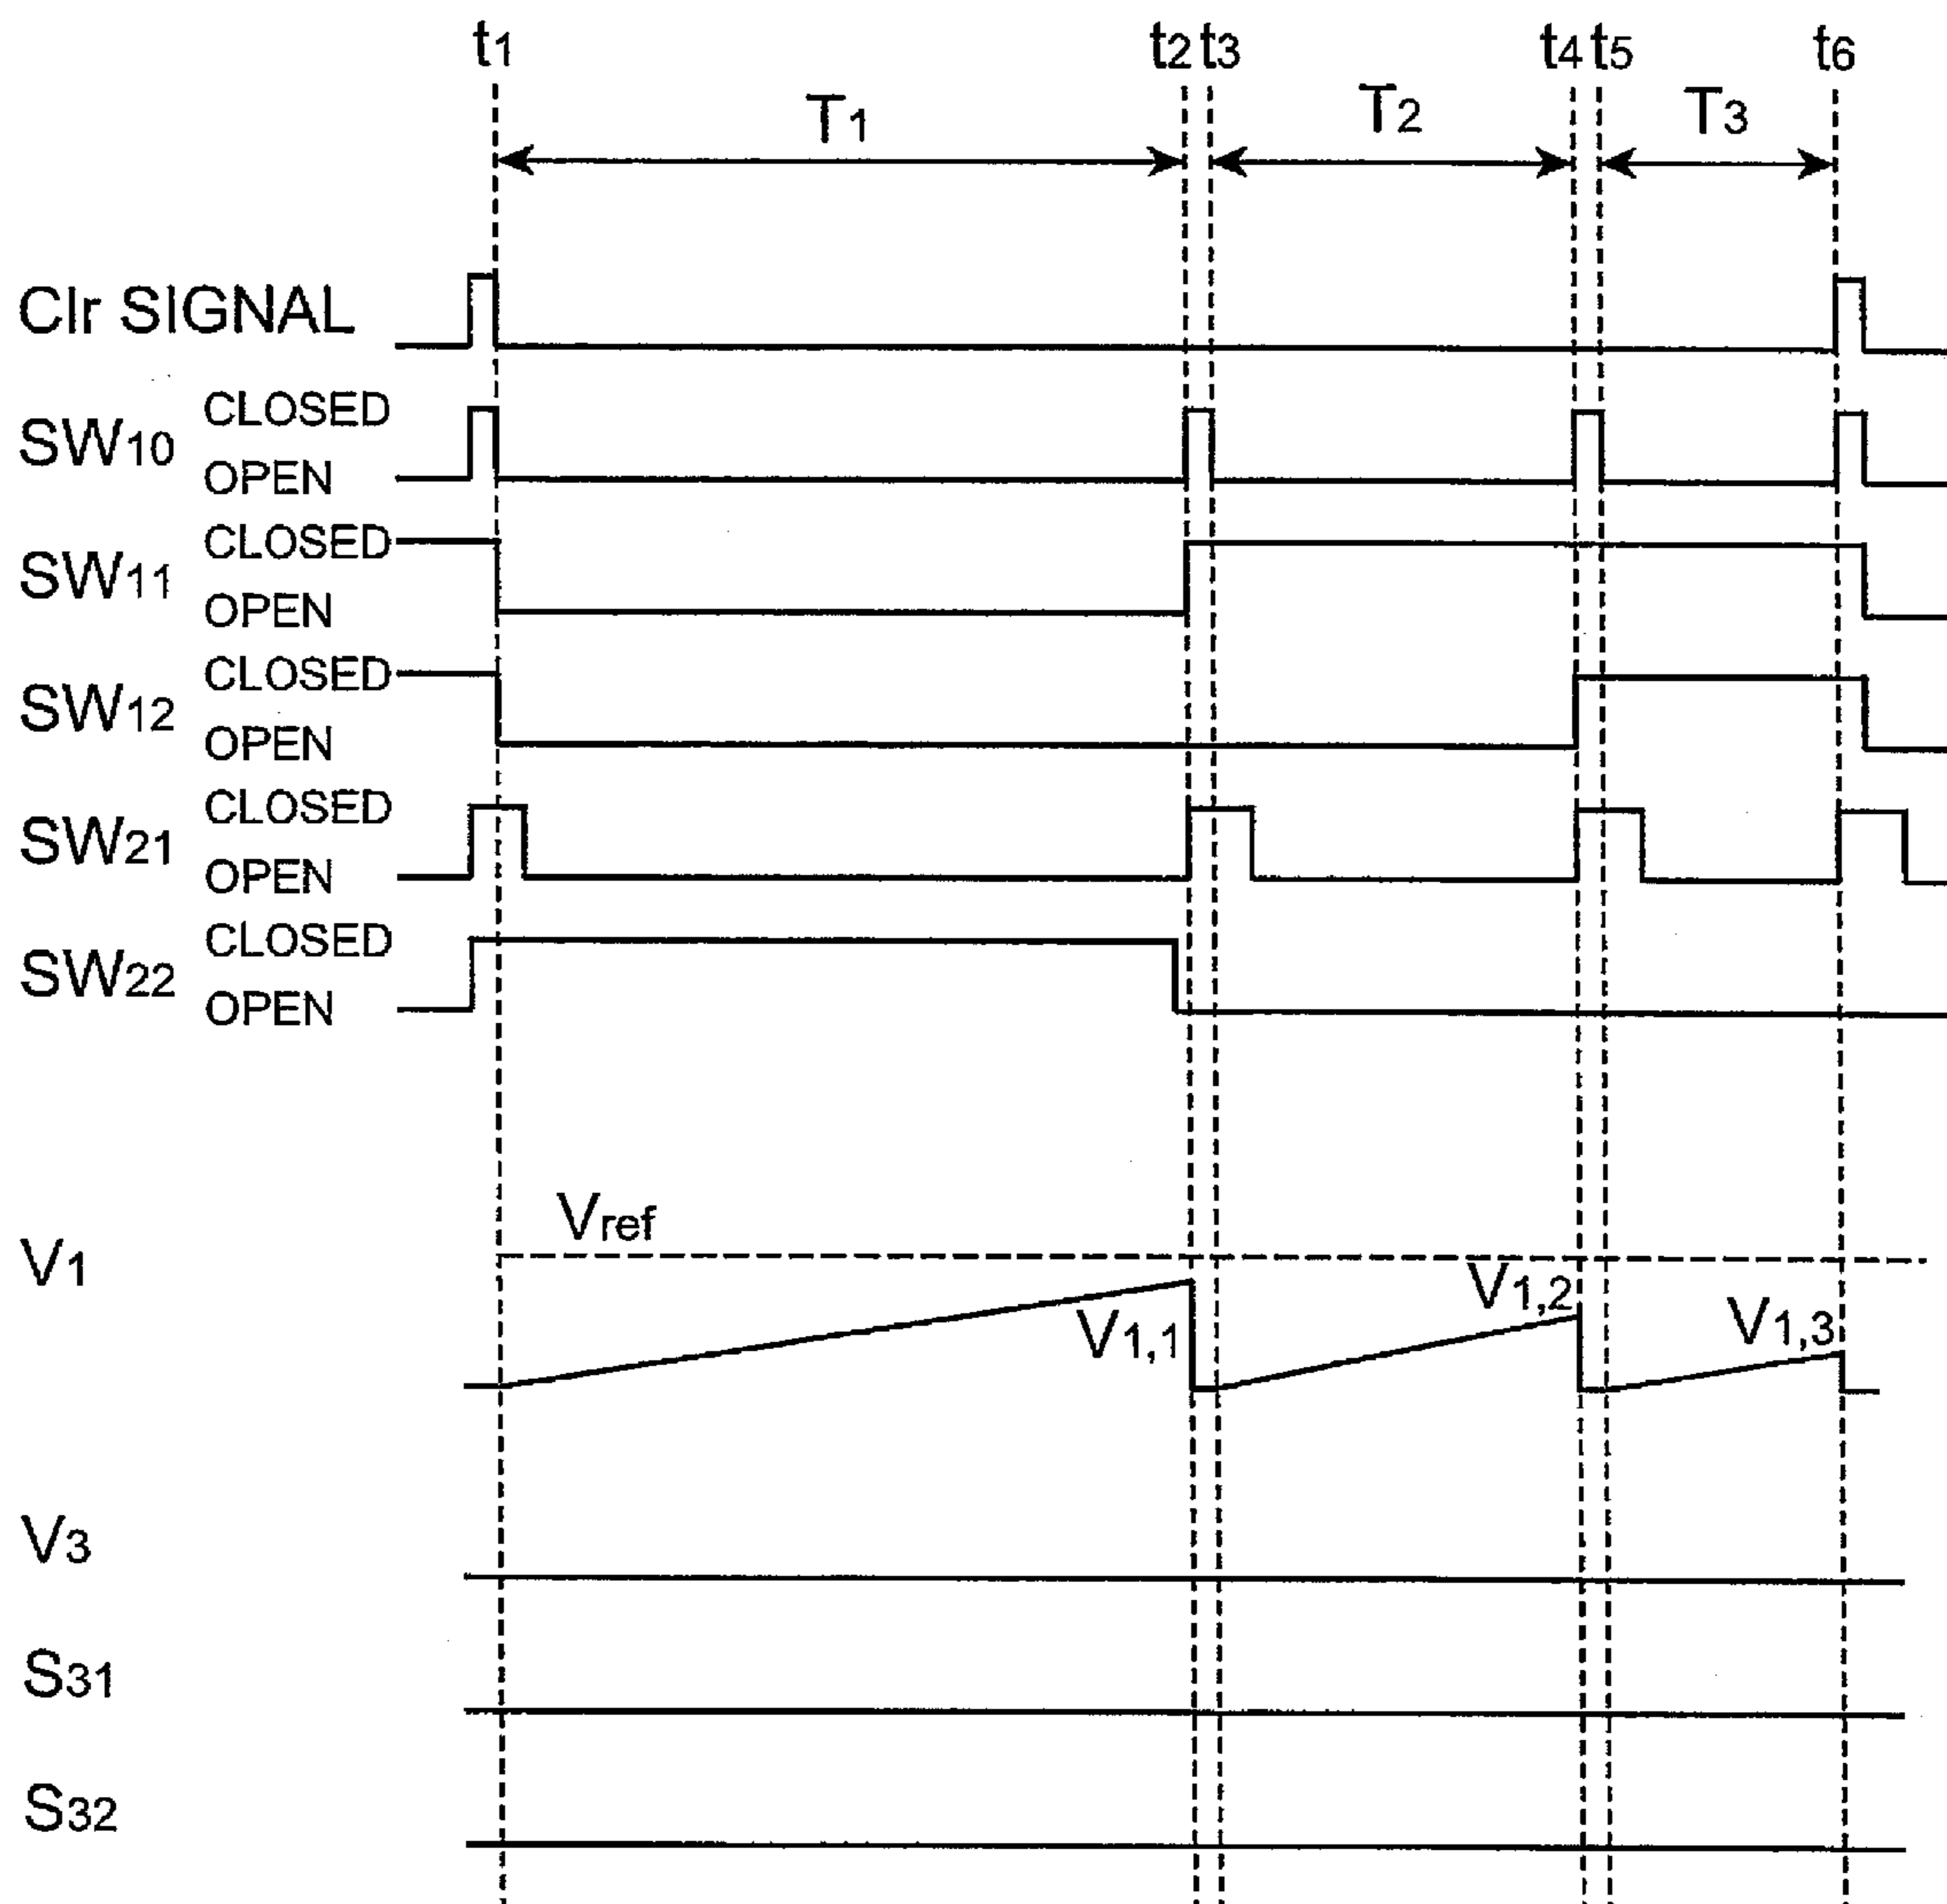 t1 t2 t3 t4 t5 t6
T1 T2 T3
Clr SIGNAL
CLOSED
SW10
OPEN
CLOSED
SW11
OPEN
CLOSED
SW12
OPEN
CLOSED
SW21
OPEN
CLOSED
SW22
OPEN
Vref
V1
V1,1 V1,2 V1,3
V3
S31
S32